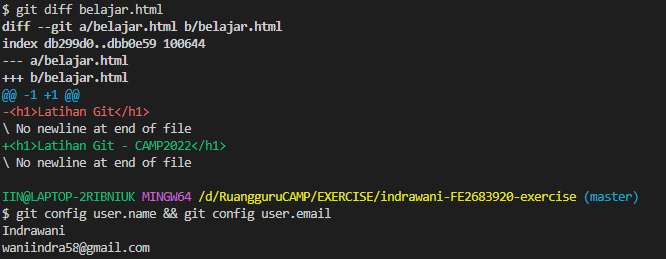 $ git diff belajar.html
diff --git a/belajar.html b/belajar.html
index db299d0..dbb0e59 100644
--- a/belajar.html
+++ b/belajar.html
@@ -1 +1 @@
-<h1>Latihan Git</h1>
\ No newline at end of file
+<h1>Latihan Git - CAMP2022</h1>
\ No newline at end of file

IIN@LAPTOP-2RIBNIUK MINGW64 /d/RuangguruCAMP/EXERCISE/indrawani-FE2683920-exercise (master)
$ git config user.name && git config user.email
Indrawani
waniindra58@gmail.com